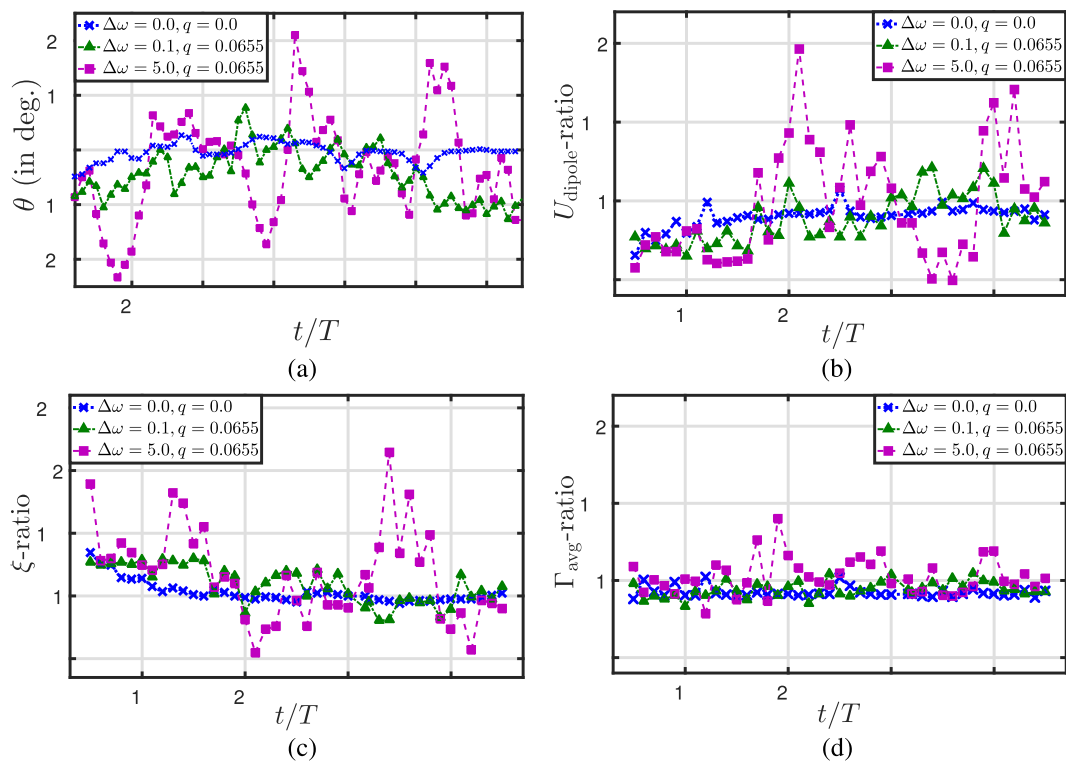 Δω = 0.0, q = 0.0
Δω = 0.1, q = 0.0655
Δω = 5.0, q = 0.0655
2
1
1
2
θ (in deg.)
2
t/T
(a)
Δω = 0.0, q = 0.0
Δω = 0.1, q = 0.0655
Δω = 5.0, q = 0.0655
2
1
U_dipole-ratio
1 2
t/T
(b)
Δω = 0.0, q = 0.0
Δω = 0.1, q = 0.0655
Δω = 5.0, q = 0.0655
2
2
1
1
ξ-ratio
1 2
t/T
(c)
Δω = 0.0, q = 0.0
Δω = 0.1, q = 0.0655
Δω = 5.0, q = 0.0655
2
1
1
Γ_avg-ratio
1 2
t/T
(d)